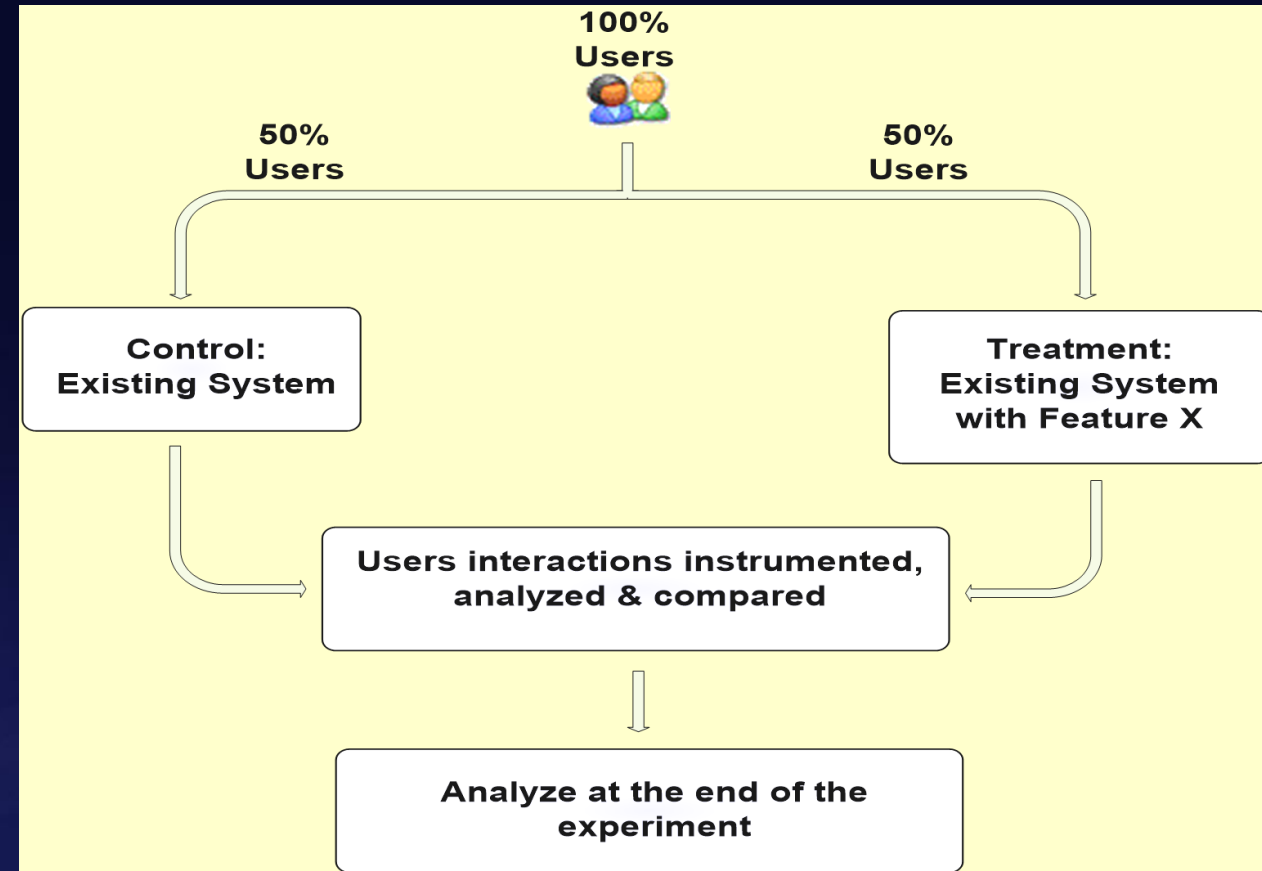 100%
Users
50%
Users
50%
Users
Control:
Existing System
Treatment:
Existing System
with Feature X
Users interactions instrumented,
analyzed & compared
Analyze at the end of the
experiment